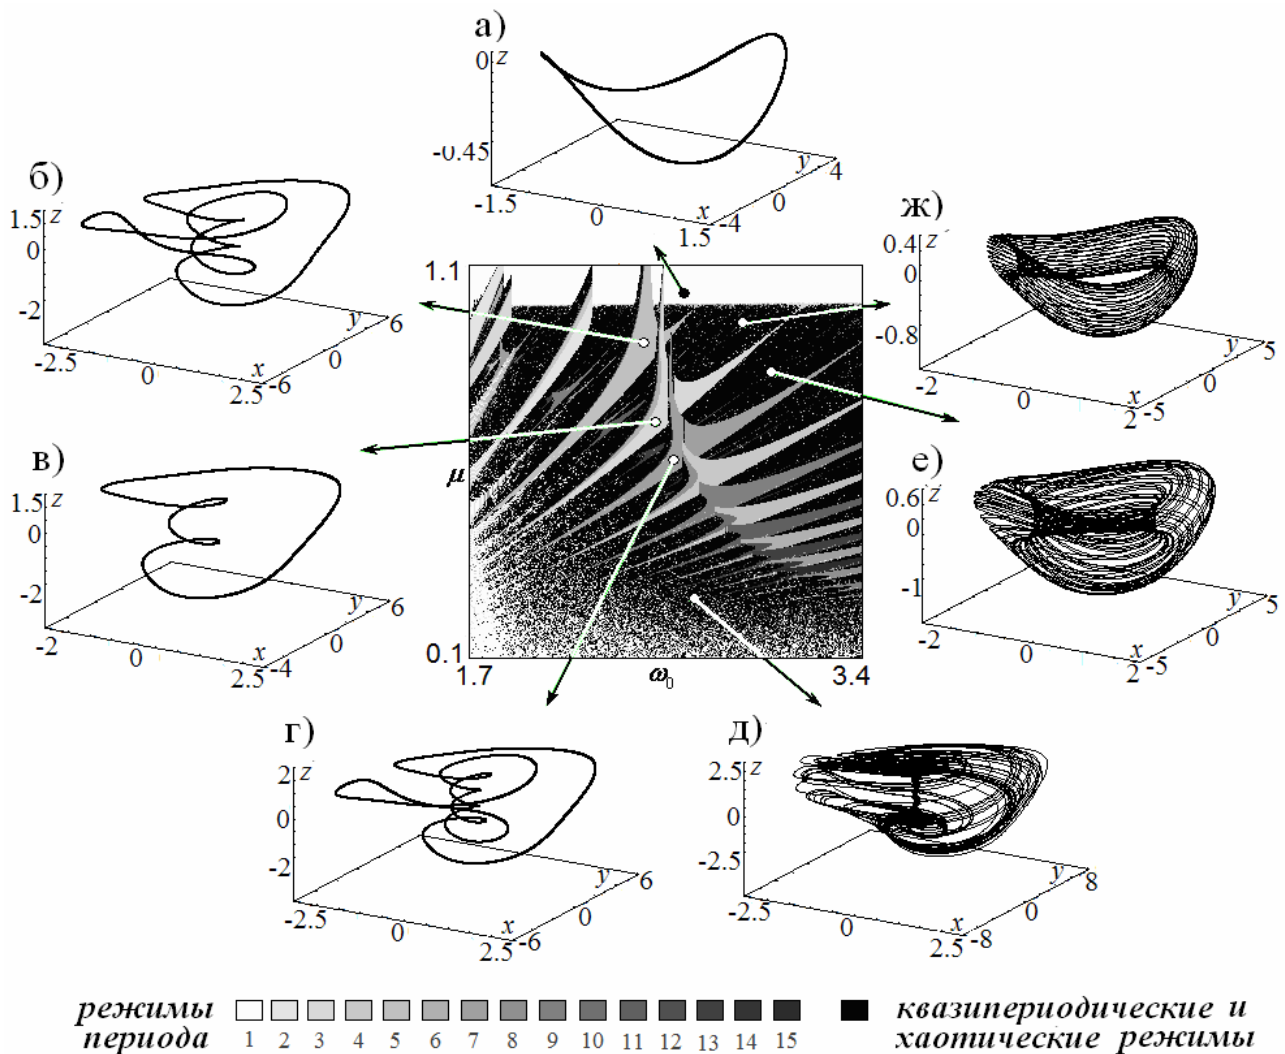 а)
0 z
-0.45
-1.5
0
1.5
x
-4
0
y
4
б)
1.5 z
0
-2
-2.5
0
2.5
x
-6
0
y
6
ж)
0.4 z
0
-0.8
-2
0
2
x
-5
0
y
5
1.1
μ
0.1
1.7
ω₀
3.4
в)
1.5 z
0
-2
-2
0
2.5
x
-4
0
y
6
е)
0.6 z
0
-1
-2
0
2
x
-5
0
y
5
г)
2 z
0
-2
-2.5
0
2.5
x
-6
0
y
6
д)
2.5 z
0
-2.5
-2.5
0
2.5
x
-8
0
y
8
режимы периода
1 2 3 4 5 6 7 8 9 10 11 12 13 14 15
квазипериодические и
хаотические режимы